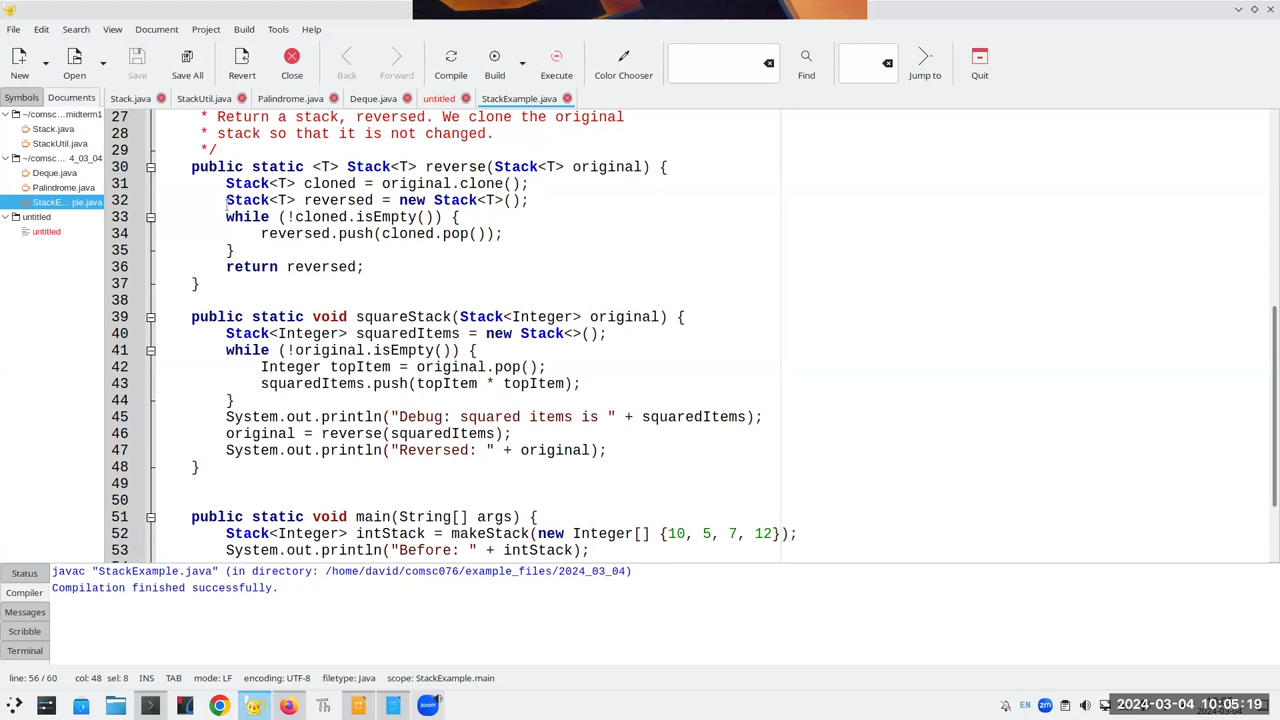 File Edit Search View Document Project Build Tools Help
New Open Save Save All Revert Close Back Forward Compile Build Execute Color Chooser Find Jump to Quit
Symbols Documents Stack.java StackUtil.java Palindrome.java Deque.java untitled StackExample.java
~/comsc...midterm1
Stack.java
StackUtil.java
~/comsc... 4_03_04
Deque.java
Palindrome.java
StackE... ple.java
untitled
untitled
27 * Return a stack, reversed. We clone the original
28 * stack so that it is not changed.
29 */
30 public static <T> Stack<T> reverse(Stack<T> original) {
31 Stack<T> cloned = original.clone();
32 Stack<T> reversed = new Stack<T>();
33 while (!cloned.isEmpty()) {
34 reversed.push(cloned.pop());
35 }
36 return reversed;
37 }
38
39 public static void squareStack(Stack<Integer> original) {
40 Stack<Integer> squaredItems = new Stack<>();
41 while (!original.isEmpty()) {
42 Integer topItem = original.pop();
43 squaredItems.push(topItem * topItem);
44 }
45 System.out.println("Debug: squared items is " + squaredItems);
46 original = reverse(squaredItems);
47 System.out.println("Reversed: " + original);
48 }
49
50
51 public static void main(String[] args) {
52 Stack<Integer> intStack = makeStack(new Integer[] {10, 5, 7, 12});
53 System.out.println("Before: " + intStack);
Status
Compiler
Messages
Scribble
Terminal
javac "StackExample.java" (in directory: /home/david/comsc076/example_files/2024_03_04)
Compilation finished successfully.
line: 56 / 60 col: 48 sel: 8 INS TAB mode: LF encoding: UTF-8 filetype: Java scope: StackExample.main
Th zoom EN zm 2024-03-04 10:05:19